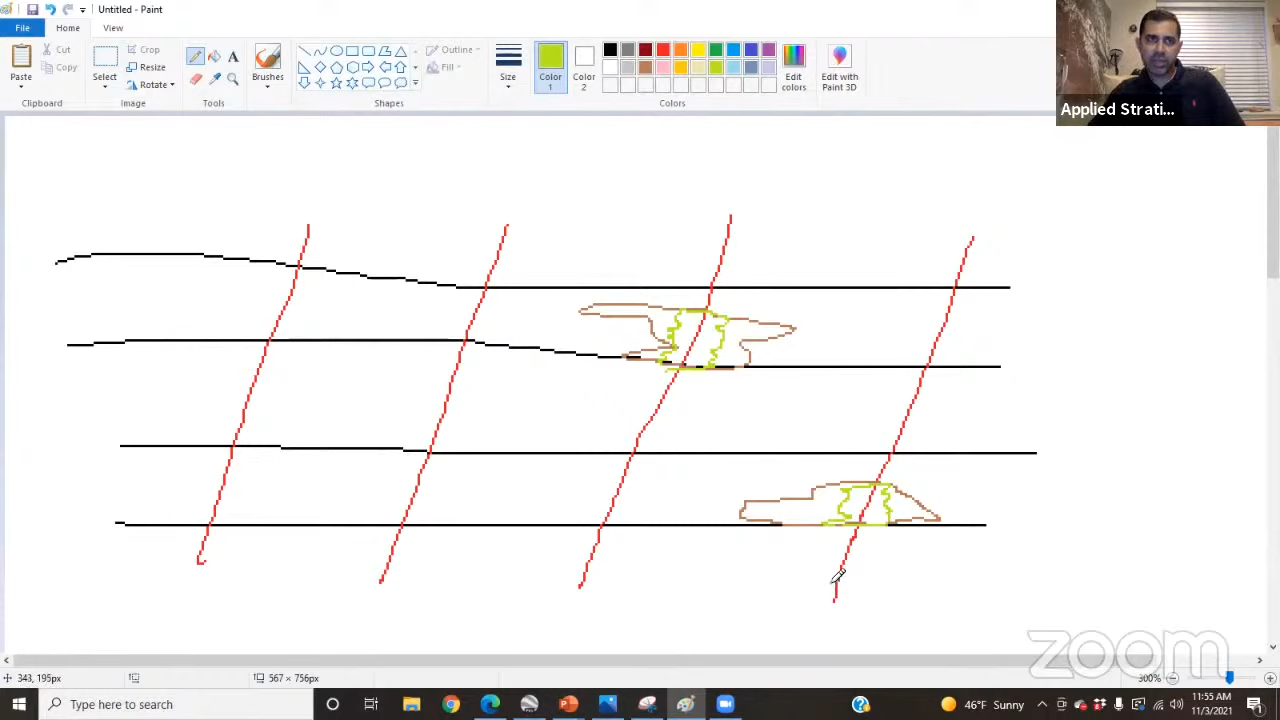 Untitled - Paint
File
Home
View
Paste
Cut
Copy
Clipboard
Select
Crop
Resize
Rotate
Image
A
Tools
Brushes
Outline
Fill
Shapes
Size
Color 1
Color 2
Colors
Edit colors
Edit with Paint 3D
Applied Strati...
zoom
343, 195px
567 × 756px
300%
Type here to search
46°F Sunny
11:55 AM
11/3/2021